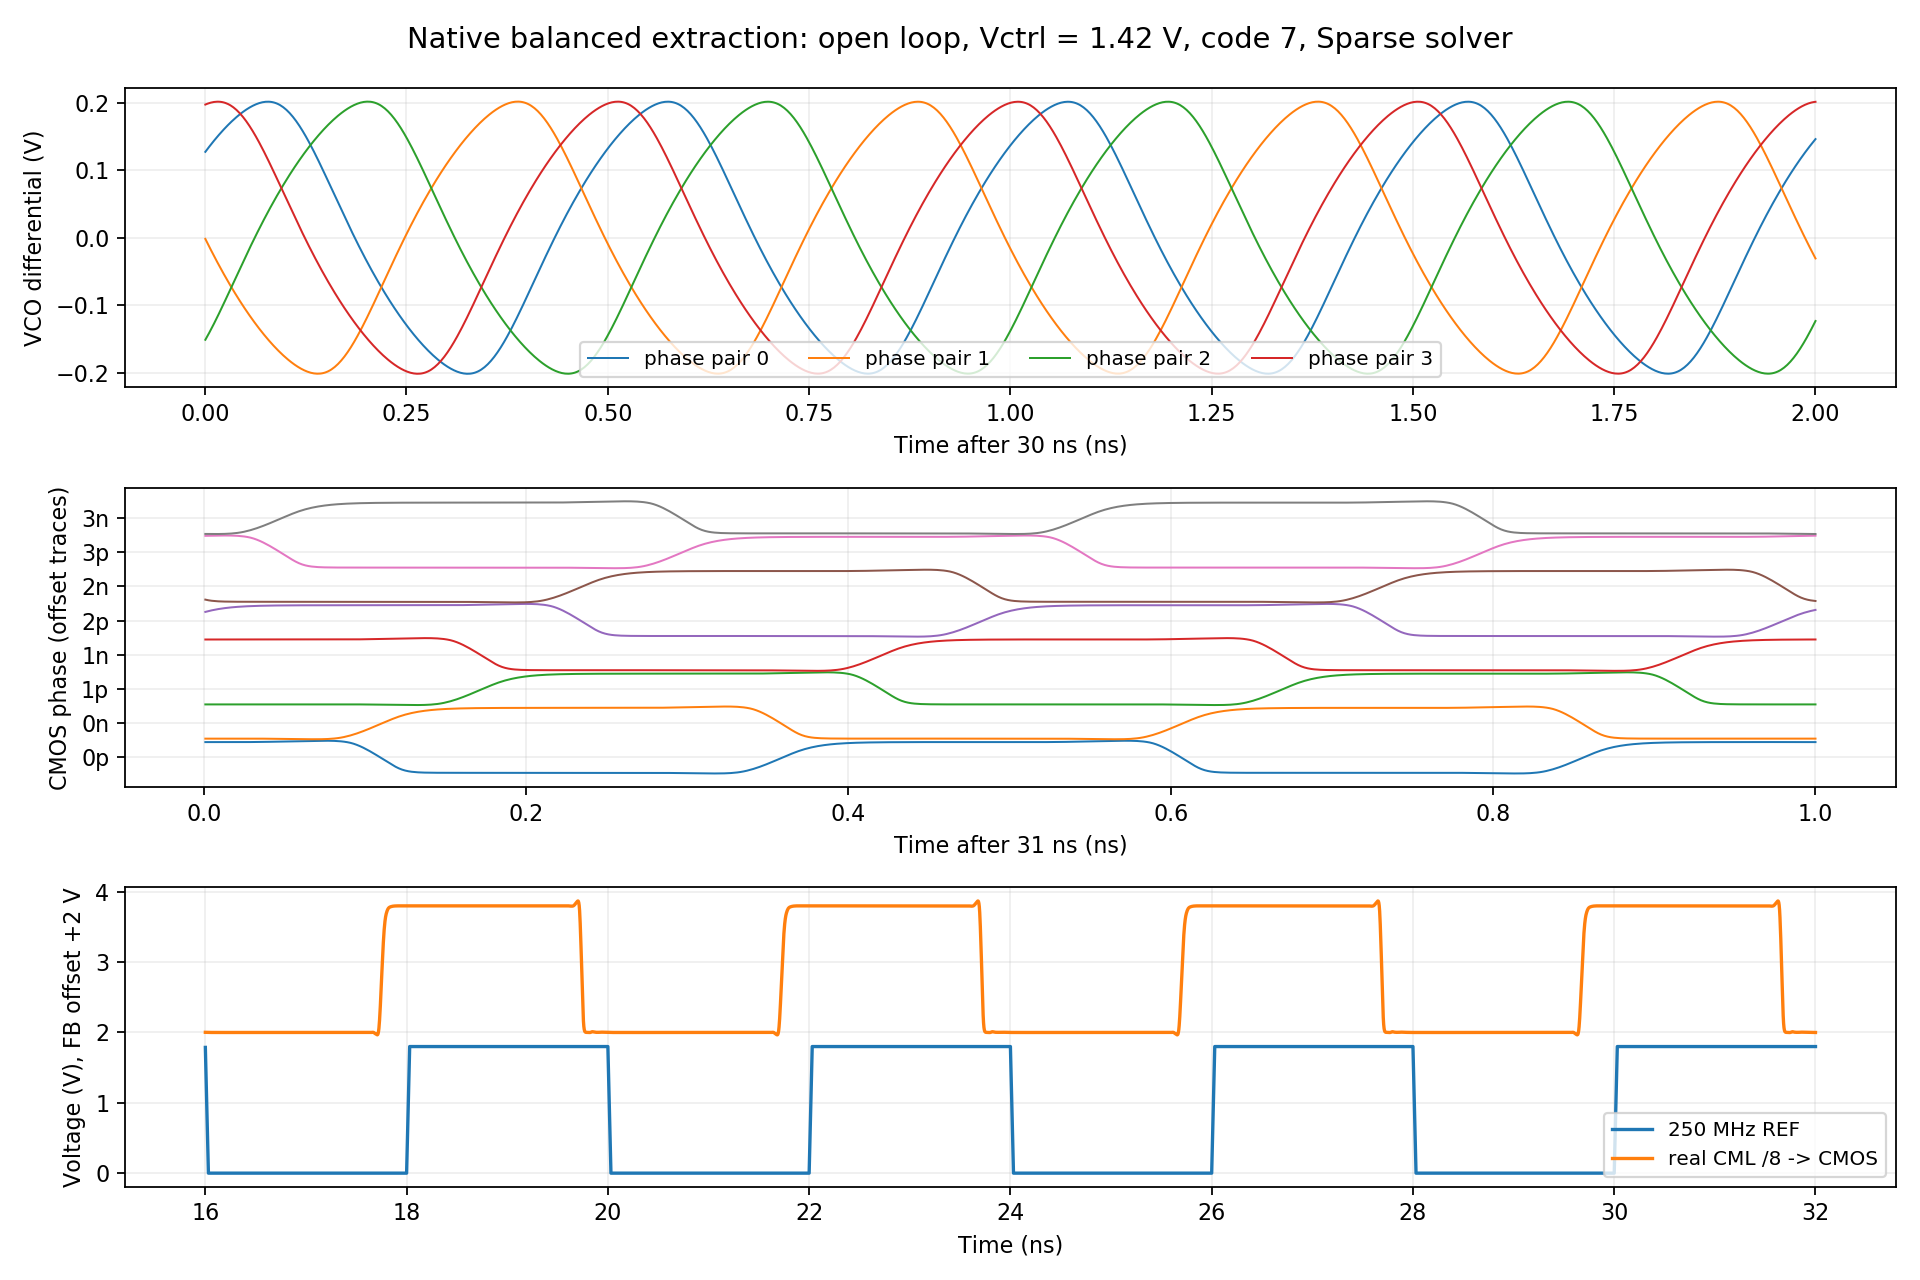 Native balanced extraction: open loop, Vctrl = 1.42 V, code 7, Sparse solver
VCO differential (V)
0.2
0.1
0.0
−0.1
−0.2
phase pair 0
phase pair 1
phase pair 2
phase pair 3
0.00 0.25 0.50 0.75 1.00 1.25 1.50 1.75 2.00
Time after 30 ns (ns)
CMOS phase (offset traces)
3n
3p
2n
2p
1n
1p
0n
0p
0.0 0.2 0.4 0.6 0.8 1.0
Time after 31 ns (ns)
Voltage (V), FB offset +2 V
4
3
2
1
0
250 MHz REF
real CML /8 -> CMOS
16 18 20 22 24 26 28 30 32
Time (ns)